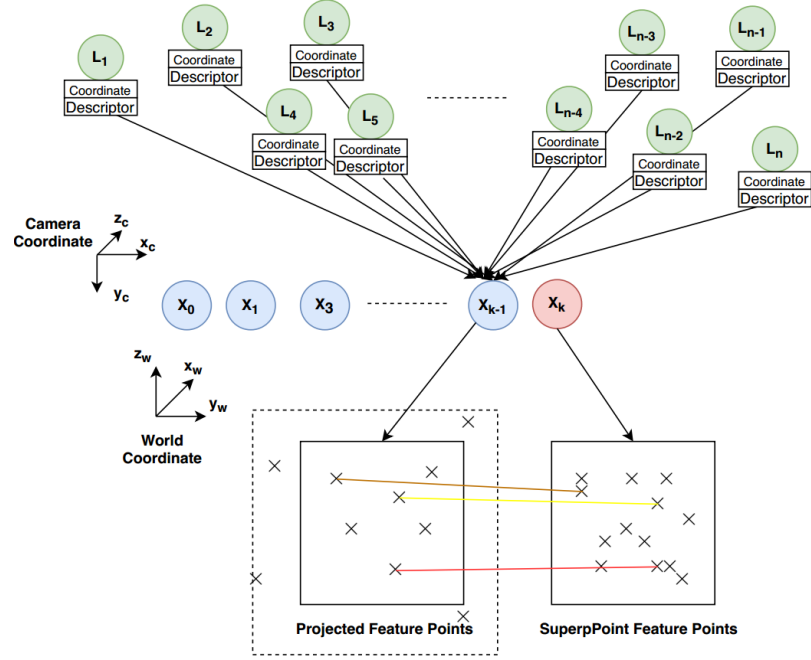 L1
Coordinate
Descriptor
L2
Coordinate
Descriptor
L3
Coordinate
Descriptor
L4
Coordinate
Descriptor
L5
Coordinate
Descriptor
Ln-4
Coordinate
Descriptor
Ln-3
Coordinate
Descriptor
Ln-2
Coordinate
Descriptor
Ln-1
Coordinate
Descriptor
Ln
Coordinate
Descriptor
Camera
Coordinate
zc
xc
yc
X0
X1
X3
Xk-1
Xk
zw
xw
yw
World
Coordinate
Projected Feature Points
SuperpPoint Feature Points